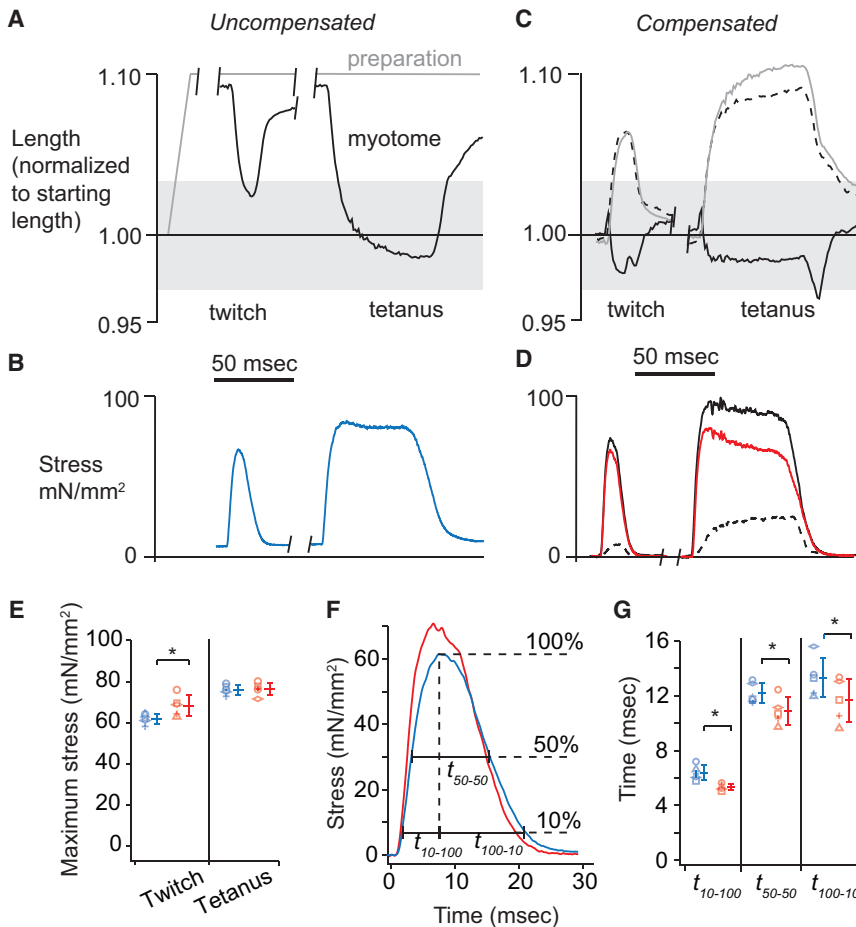 A
Uncompensated
1.10
preparation
Length
(normalized
to starting
length)
myotome
1.00
twitch
tetanus
0.95
C
Compensated
1.10
1.00
twitch
tetanus
0.95
B
50 msec
100
Stress
mN/mm²
0
D
50 msec
100
0
E
Maximum stress (mN/mm²)
100
80
60
40
20
0
*
Twitch
Tetanus
F
Stress (mN/mm²)
60
40
20
0
100%
50%
10%
t50-50
t10-100
t100-10
0
10
20
30
Time (msec)
G
Time (msec)
16
12
8
4
0
*
*
*
t10-100
t50-50
t100-10